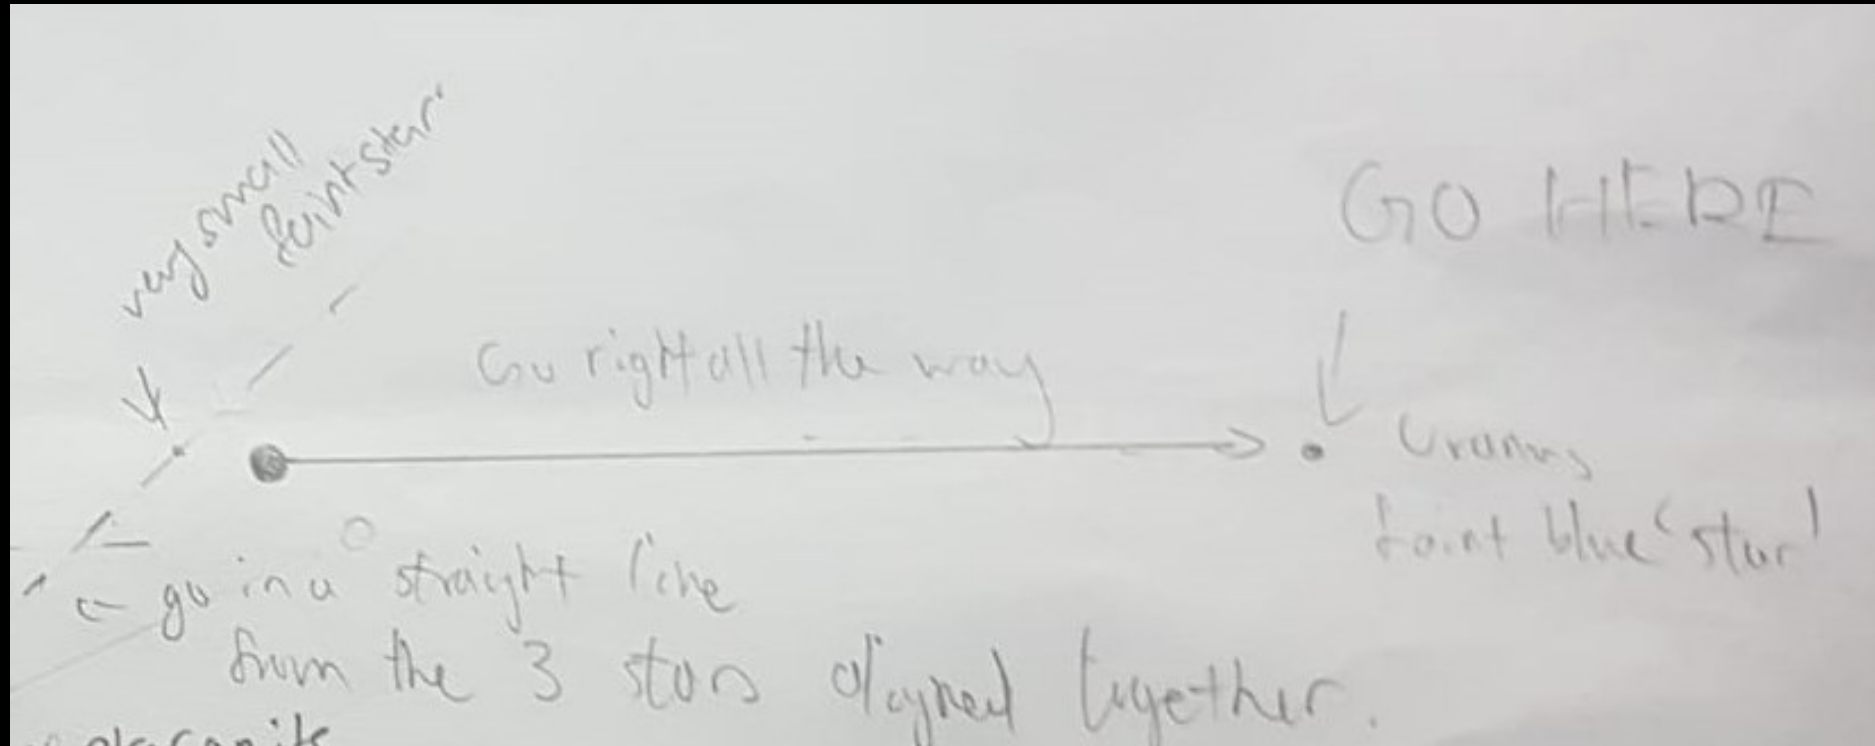 very small
faint star
GO HERE
Go right all the way
Uranus
faint blue 'star'
← go in a straight line
from the 3 stars aligned together.